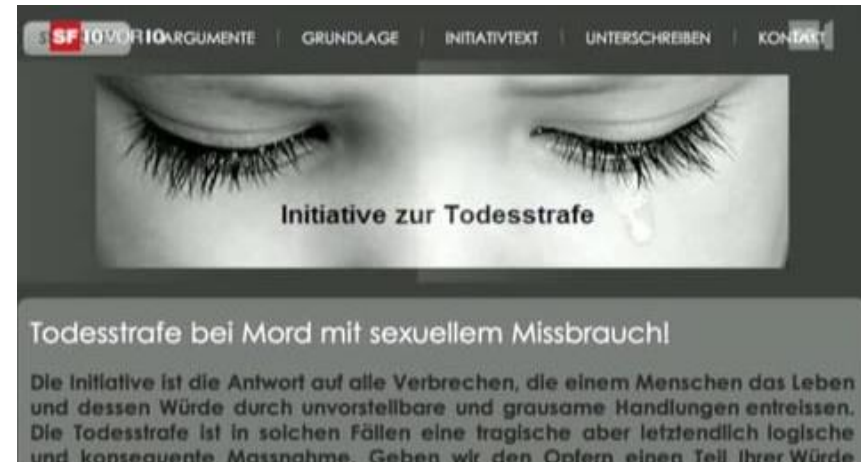 SF 10VOR10 ARGUMENTE | GRUNDLAGE | INITIATIVTEXT | UNTERSCHREIBEN | KONTAKT
Initiative zur Todesstrafe
Todesstrafe bei Mord mit sexuellem Missbrauch!
Die Initiative ist die Antwort auf alle Verbrechen, die einem Menschen das Leben
und dessen Würde durch unvorstellbare und grausame Handlungen entreissen.
Die Todesstrafe ist in solchen Fällen eine tragische aber letztendlich logische
und konsequente Massnahme. Geben wir den Opfern einen Teil Ihrer Würde